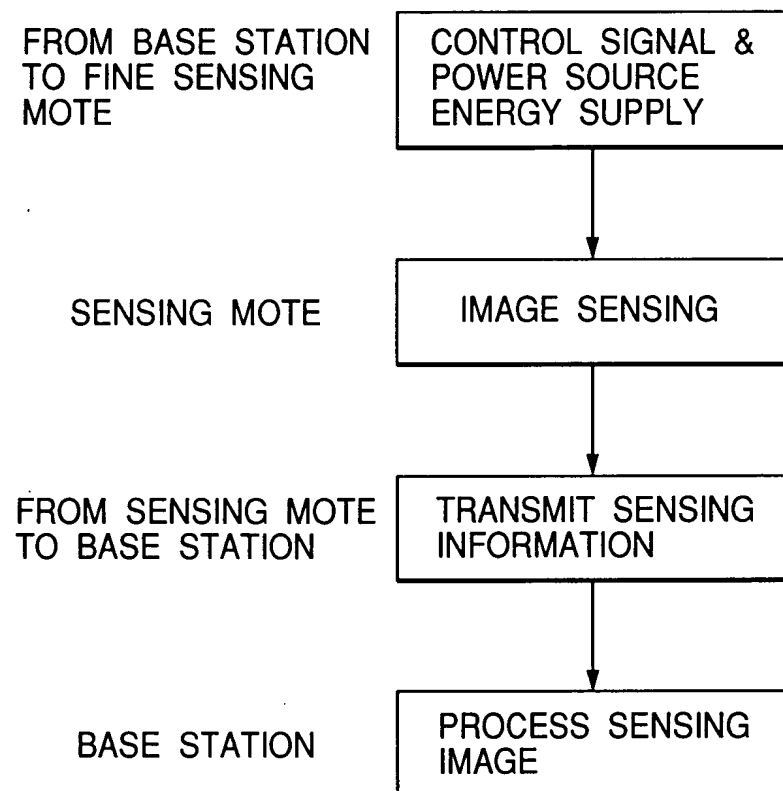 FROM BASE STATION
TO FINE SENSING
MOTE
CONTROL SIGNAL &
POWER SOURCE
ENERGY SUPPLY
SENSING MOTE
IMAGE SENSING
FROM SENSING MOTE
TO BASE STATION
TRANSMIT SENSING
INFORMATION
BASE STATION
PROCESS SENSING
IMAGE